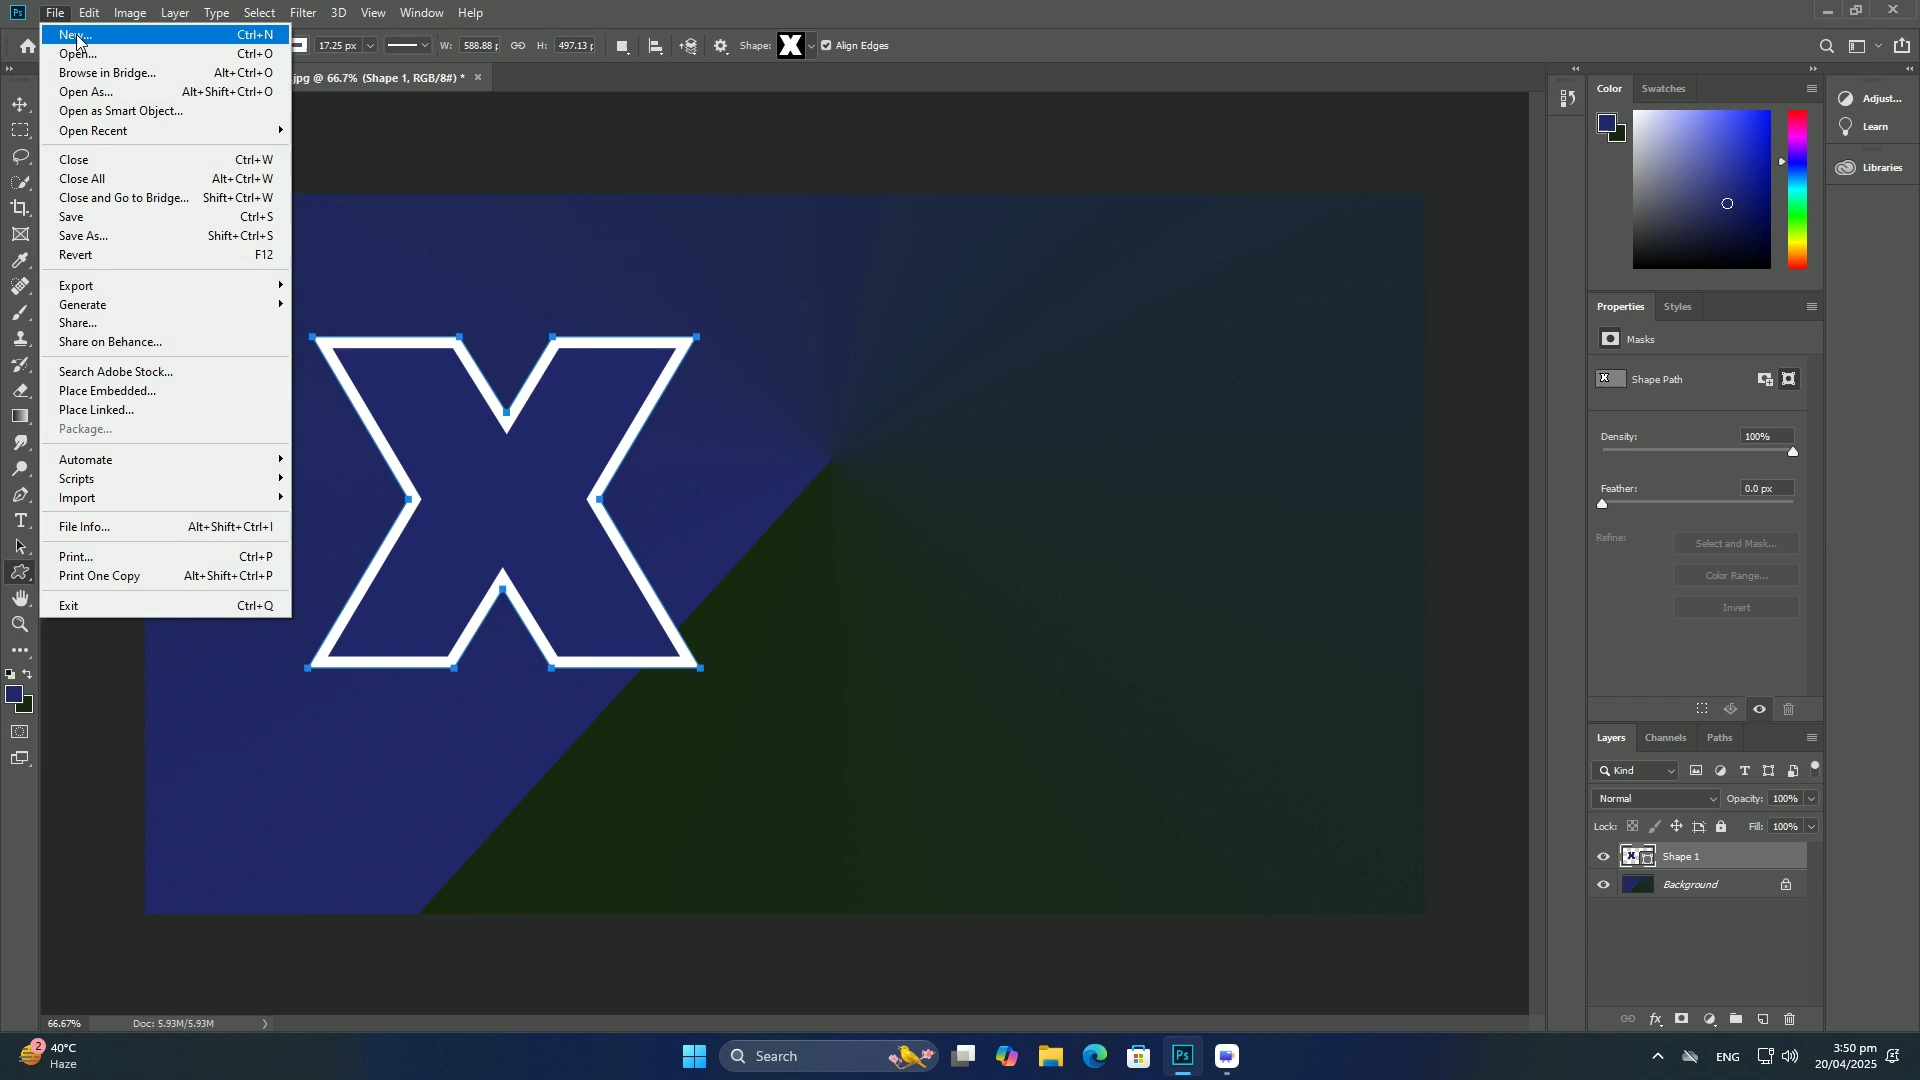 Ps File Edit Image Layer Type Select Filter 3D View Window Help
17.25 px W: 588.88 p H: 497.13 p Shape: Align Edges
.jpg @ 66.7% (Shape 1, RGB/8#) *
New... Ctrl+N
Open... Ctrl+O
Browse in Bridge... Alt+Ctrl+O
Open As... Alt+Shift+Ctrl+O
Open as Smart Object...
Open Recent
Close Ctrl+W
Close All Alt+Ctrl+W
Close and Go to Bridge... Shift+Ctrl+W
Save Ctrl+S
Save As... Shift+Ctrl+S
Revert F12
Export
Generate
Share...
Share on Behance...
Search Adobe Stock...
Place Embedded...
Place Linked...
Package...
Automate
Scripts
Import
File Info... Alt+Shift+Ctrl+I
Print... Ctrl+P
Print One Copy Alt+Shift+Ctrl+P
Exit Ctrl+Q
X
Color Swatches
Adjust...
Learn
Libraries
Properties Styles
Masks
Shape Path
Density: 100%
Feather: 0.0 px
Refine: Select and Mask...
Color Range...
Invert
Layers Channels Paths
Kind
Normal Opacity: 100%
Lock: Fill: 100%
Shape 1
Background
66.67% Doc: 5.93M/5.93M
2 40°C
Haze
Search
Ps
ENG
3:50 pm
20/04/2025